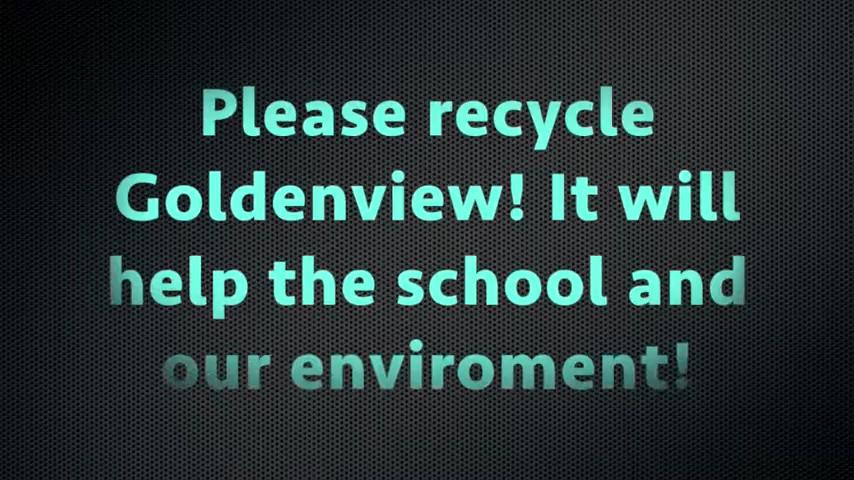 Please recycle
Goldenview! It will
help the school and
our enviroment!